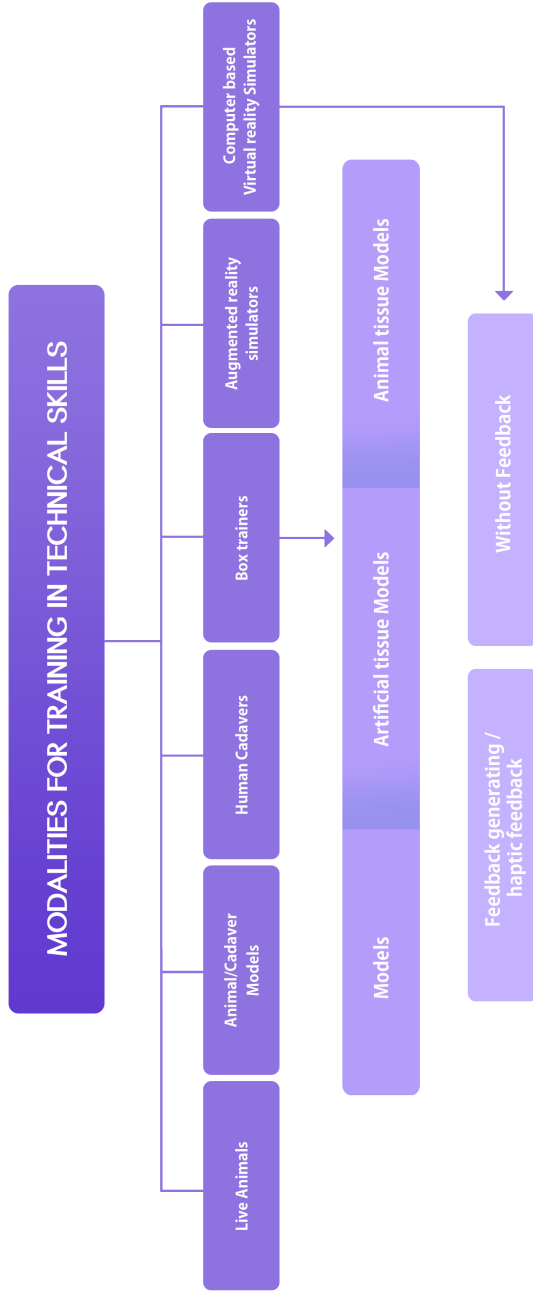 MODALITIES FOR TRAINING IN TECHNICAL SKILLS
Live Animals
Animal/Cadaver
Models
Human Cadavers
Box trainers
Augmented reality
simulators
Computer based
Virtual reality Simulators
Models
Artificial tissue Models
Animal tissue Models
Feedback generating /
haptic feedback
Without Feedback